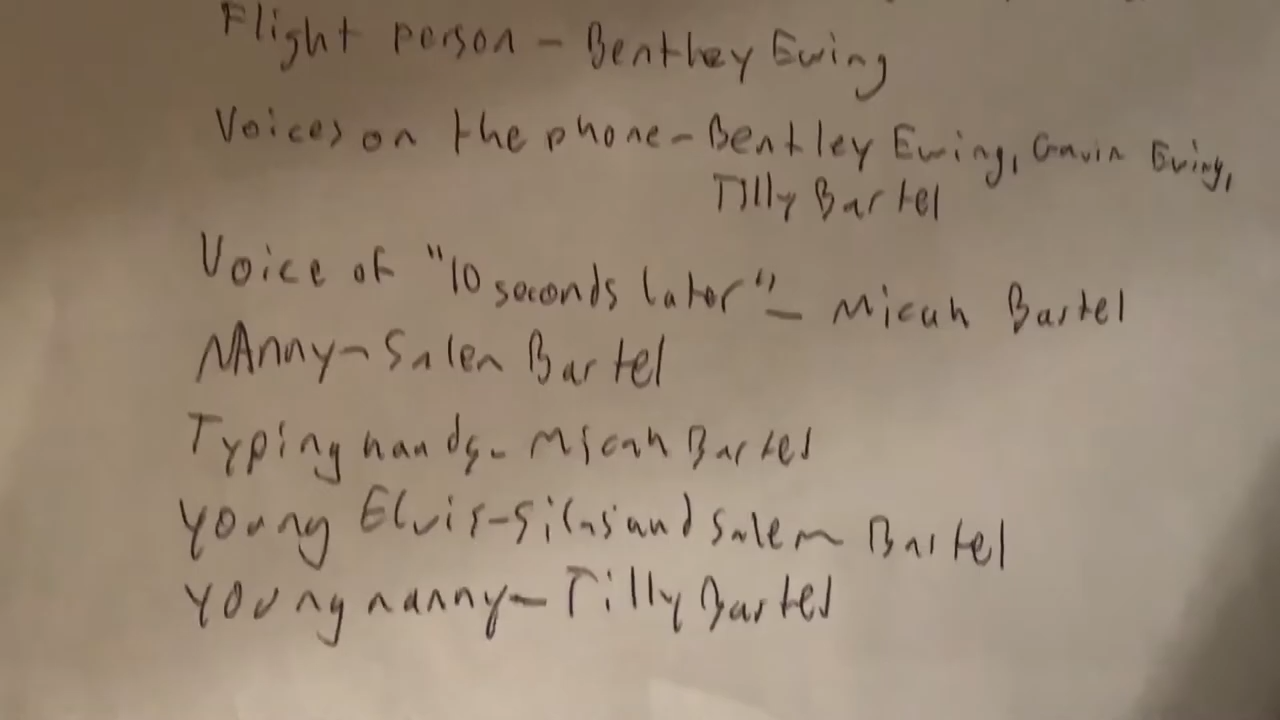 Flight person - Bentley Ewing
Voices on the phone - Bentley Ewing, Gavin Ewing,
Tilly Bartel
Voice of "10 seconds later" - Micah Bartel
NAnny - Salem Bartel
Typing hands - Micah Bartel
Young Elvis - Silas and Salem Bartel
Young nanny - Tilly Bartel